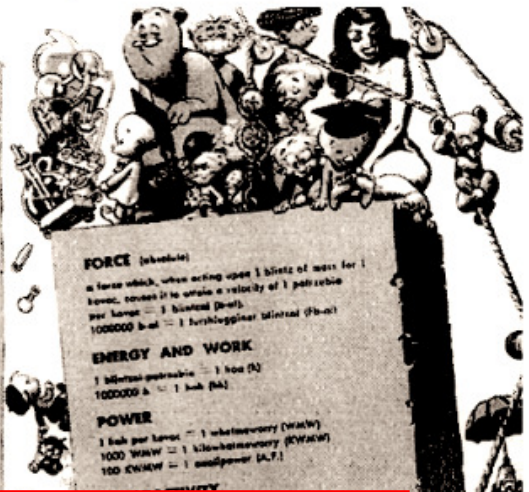 FORCE (absolute)
a force which, when acting upon 1 blintz of mass for 1
kovac, causes it to attain a velocity of 1 potrzebie
per kovac = 1 blintzal (b-al).
1000000 b-al = 1 furshlugginer blintzal (Fb-al)
ENERGY AND WORK
1 blintzal-potrzebie = 1 hoo (h)
1000000 h = 1 hah (hh)
POWER
1 hah per kovac = 1 whatmeworry (WMW)
1000 WMW = 1 kilowhatmeworry (KWMW)
100 KWMW = 1 (A.P.)